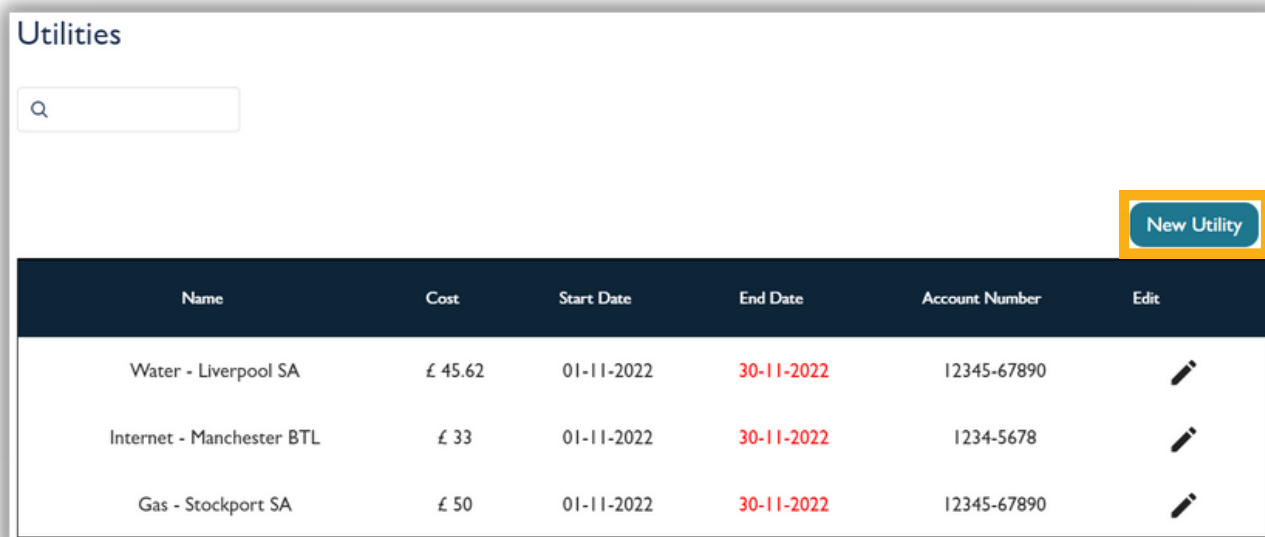 Utilities
New Utility
Name Cost Start Date End Date Account Number Edit
Water - Liverpool SA £ 45.62 01-11-2022 30-11-2022 12345-67890
Internet - Manchester BTL £ 33 01-11-2022 30-11-2022 1234-5678
Gas - Stockport SA £ 50 01-11-2022 30-11-2022 12345-67890